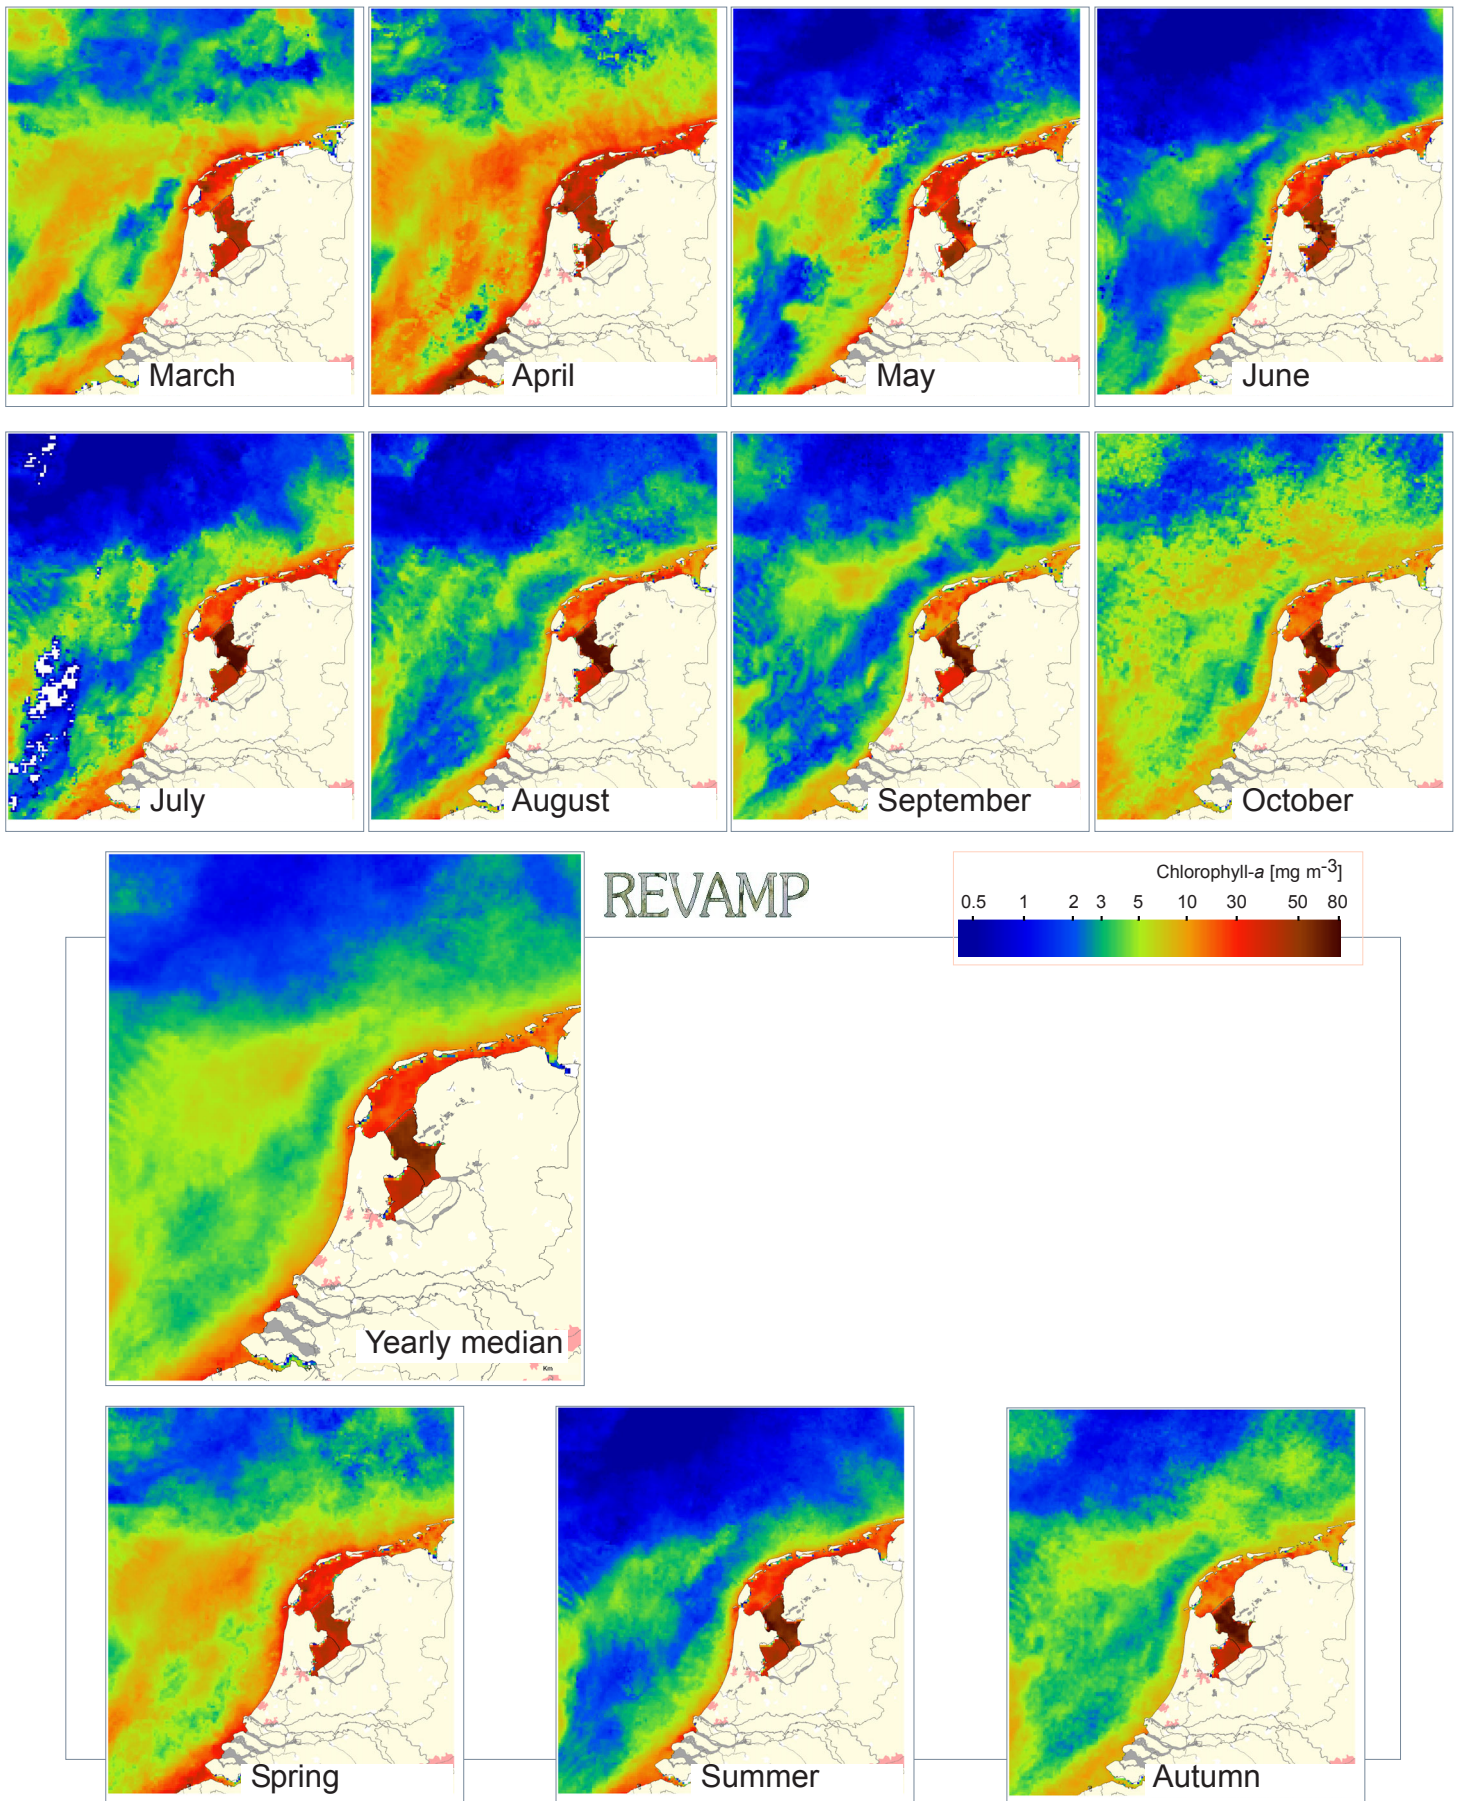 March
April
May
June
July
August
September
October
REVAMP
Chlorophyll-a [mg m-3]
0.5 1 2 3 5 10 30 50 80
Yearly median
Km
Spring
Summer
Autumn